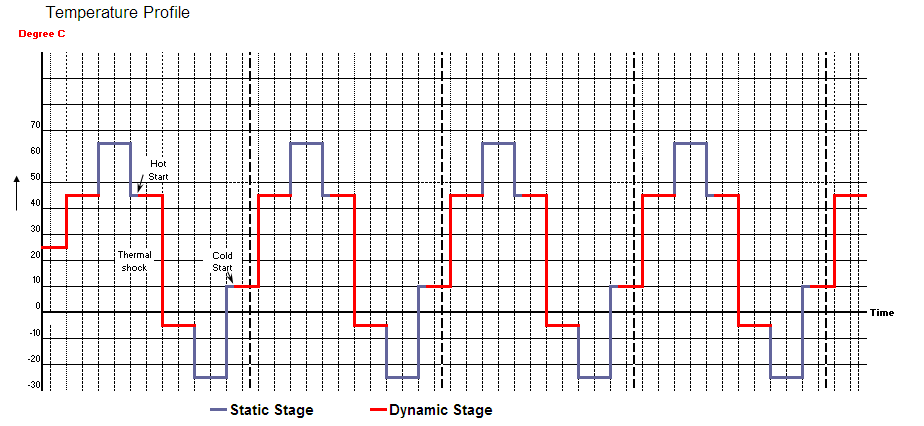 Temperature Profile
Degree C
70
60
50
40
30
20
10
0
-10
-20
-30
Hot
Start
Thermal
shock
Cold
Start
Time
Static Stage
Dynamic Stage